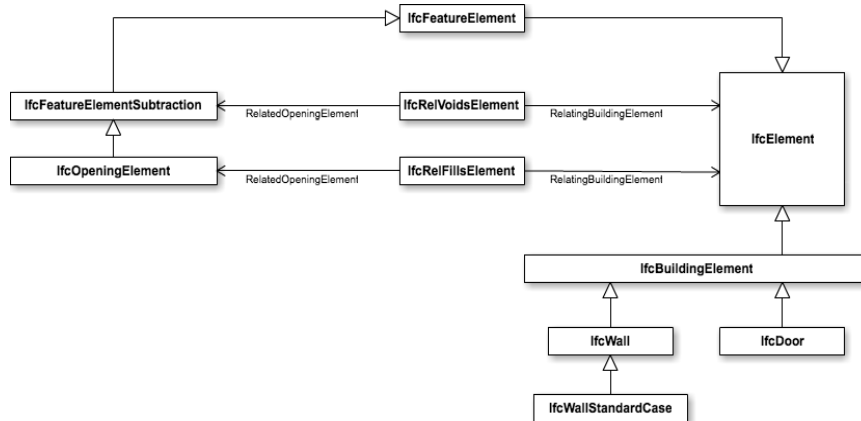 IfcFeatureElement
IfcFeatureElementSubtraction
IfcRelVoidsElement
RelatedOpeningElement
RelatingBuildingElement
IfcElement
IfcOpeningElement
IfcRelFillsElement
RelatedOpeningElement
RelatingBuildingElement
IfcBuildingElement
IfcWall
IfcDoor
IfcWallStandardCase